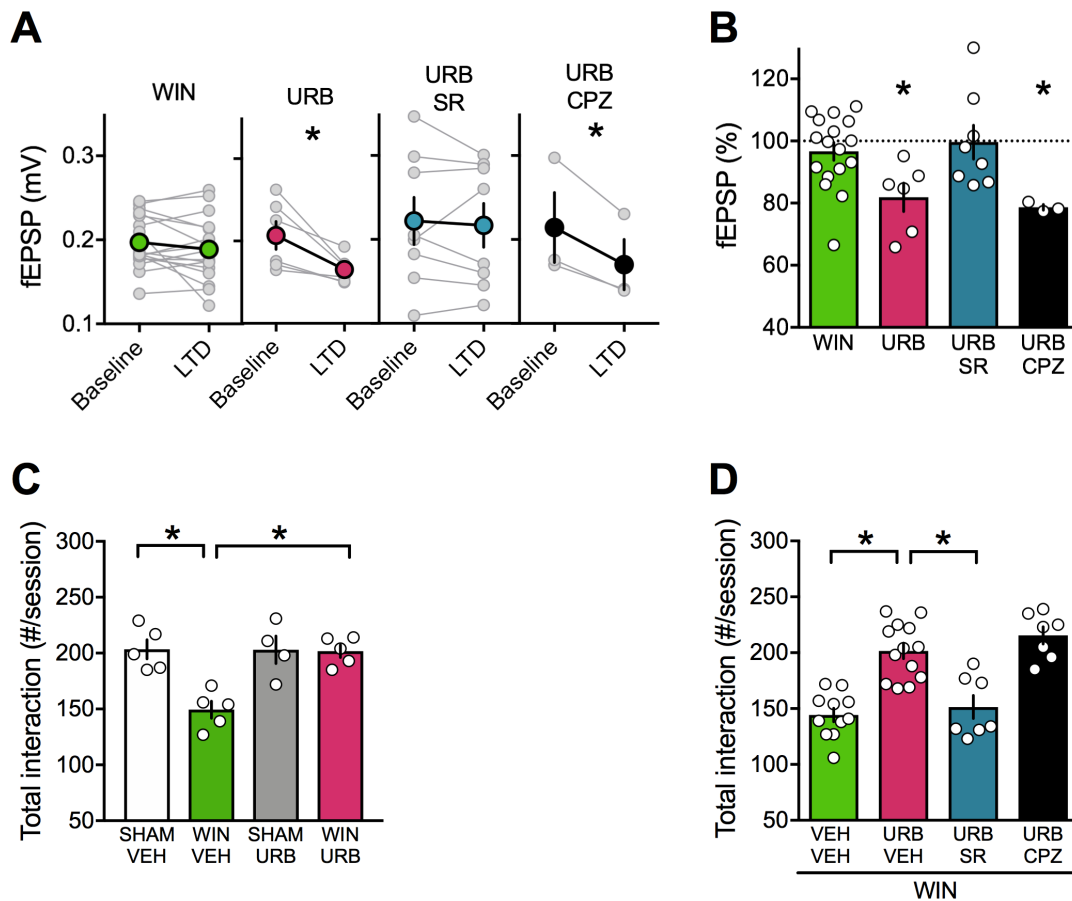 A
WIN
URB
*
URB
SR
URB
CPZ
*
fEPSP (mV)
0.3
0.2
0.1
Baseline
LTD
Baseline
LTD
Baseline
LTD
Baseline
LTD
B
fEPSP (%)
120
100
80
60
40
*
*
WIN
URB
URB
SR
URB
CPZ
C
Total interaction (#/session)
300
250
200
150
100
50
*
*
SHAM
VEH
WIN
VEH
SHAM
URB
WIN
URB
D
Total interaction (#/session)
300
250
200
150
100
50
*
*
VEH
VEH
URB
VEH
URB
SR
URB
CPZ
WIN